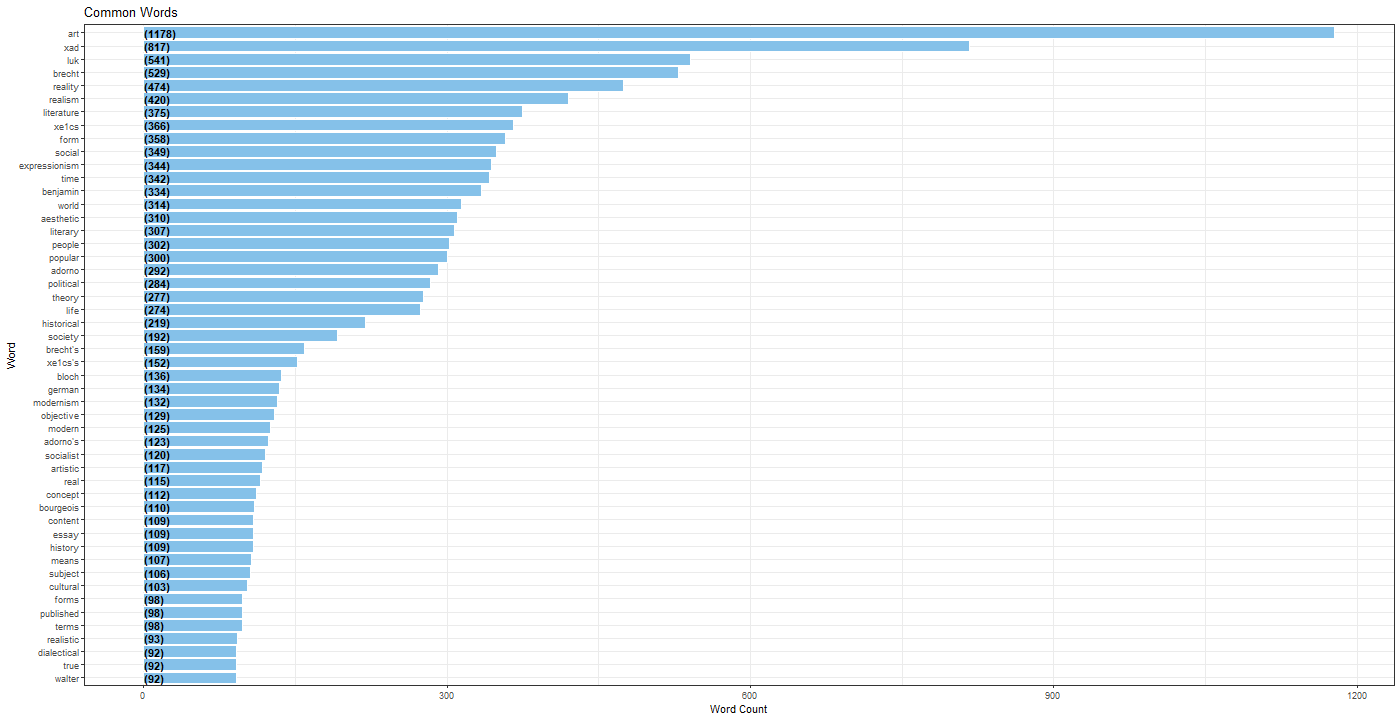 Common Words
art (1178)
xad (817)
luk (541)
brecht (529)
reality (474)
realism (420)
literature (375)
xe1cs (366)
form (358)
social (349)
expressionism (344)
time (342)
benjamin (334)
world (314)
aesthetic (310)
literary (307)
people (302)
popular (300)
adorno (292)
political (284)
theory (277)
life (274)
historical (219)
society (192)
brecht's (159)
xe1cs's (152)
bloch (136)
german (134)
modernism (132)
objective (129)
modern (125)
adorno's (123)
socialist (120)
artistic (117)
real (115)
concept (112)
bourgeois (110)
content (109)
essay (109)
history (109)
means (107)
subject (106)
cultural (103)
forms (98)
published (98)
terms (98)
realistic (93)
dialectical (92)
true (92)
walter (92)
Word
0 300 600 900 1200
Word Count